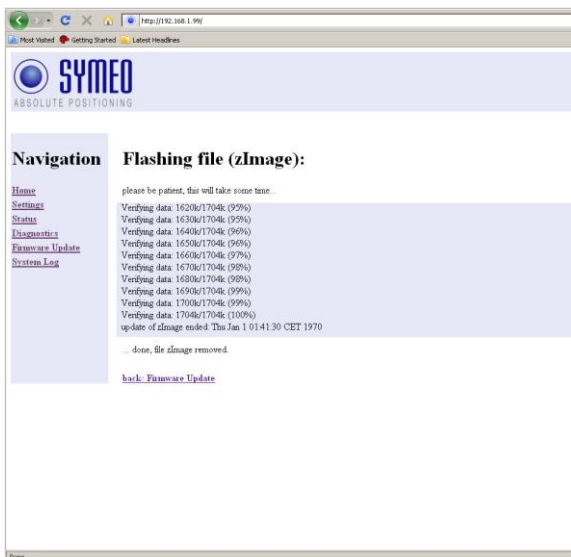 http://192.168.1.99/
Most Visited Getting Started Latest Headlines
SYMEO
ABSOLUTE POSITIONING
Navigation
Home
Settings
Status
Diagnostics
Firmware Update
System Log
Flashing file (zImage):
please be patient, this will take some time...
Verifying data: 1620k/1704k (95%)
Verifying data: 1630k/1704k (95%)
Verifying data: 1640k/1704k (96%)
Verifying data: 1650k/1704k (96%)
Verifying data: 1660k/1704k (97%)
Verifying data: 1670k/1704k (98%)
Verifying data: 1680k/1704k (98%)
Verifying data: 1690k/1704k (99%)
Verifying data: 1700k/1704k (99%)
Verifying data: 1704k/1704k (100%)
update of zImage ended: Thu Jan 1 01:41:30 CET 1970
... done, file zImage removed.
back: Firmware Update
Done